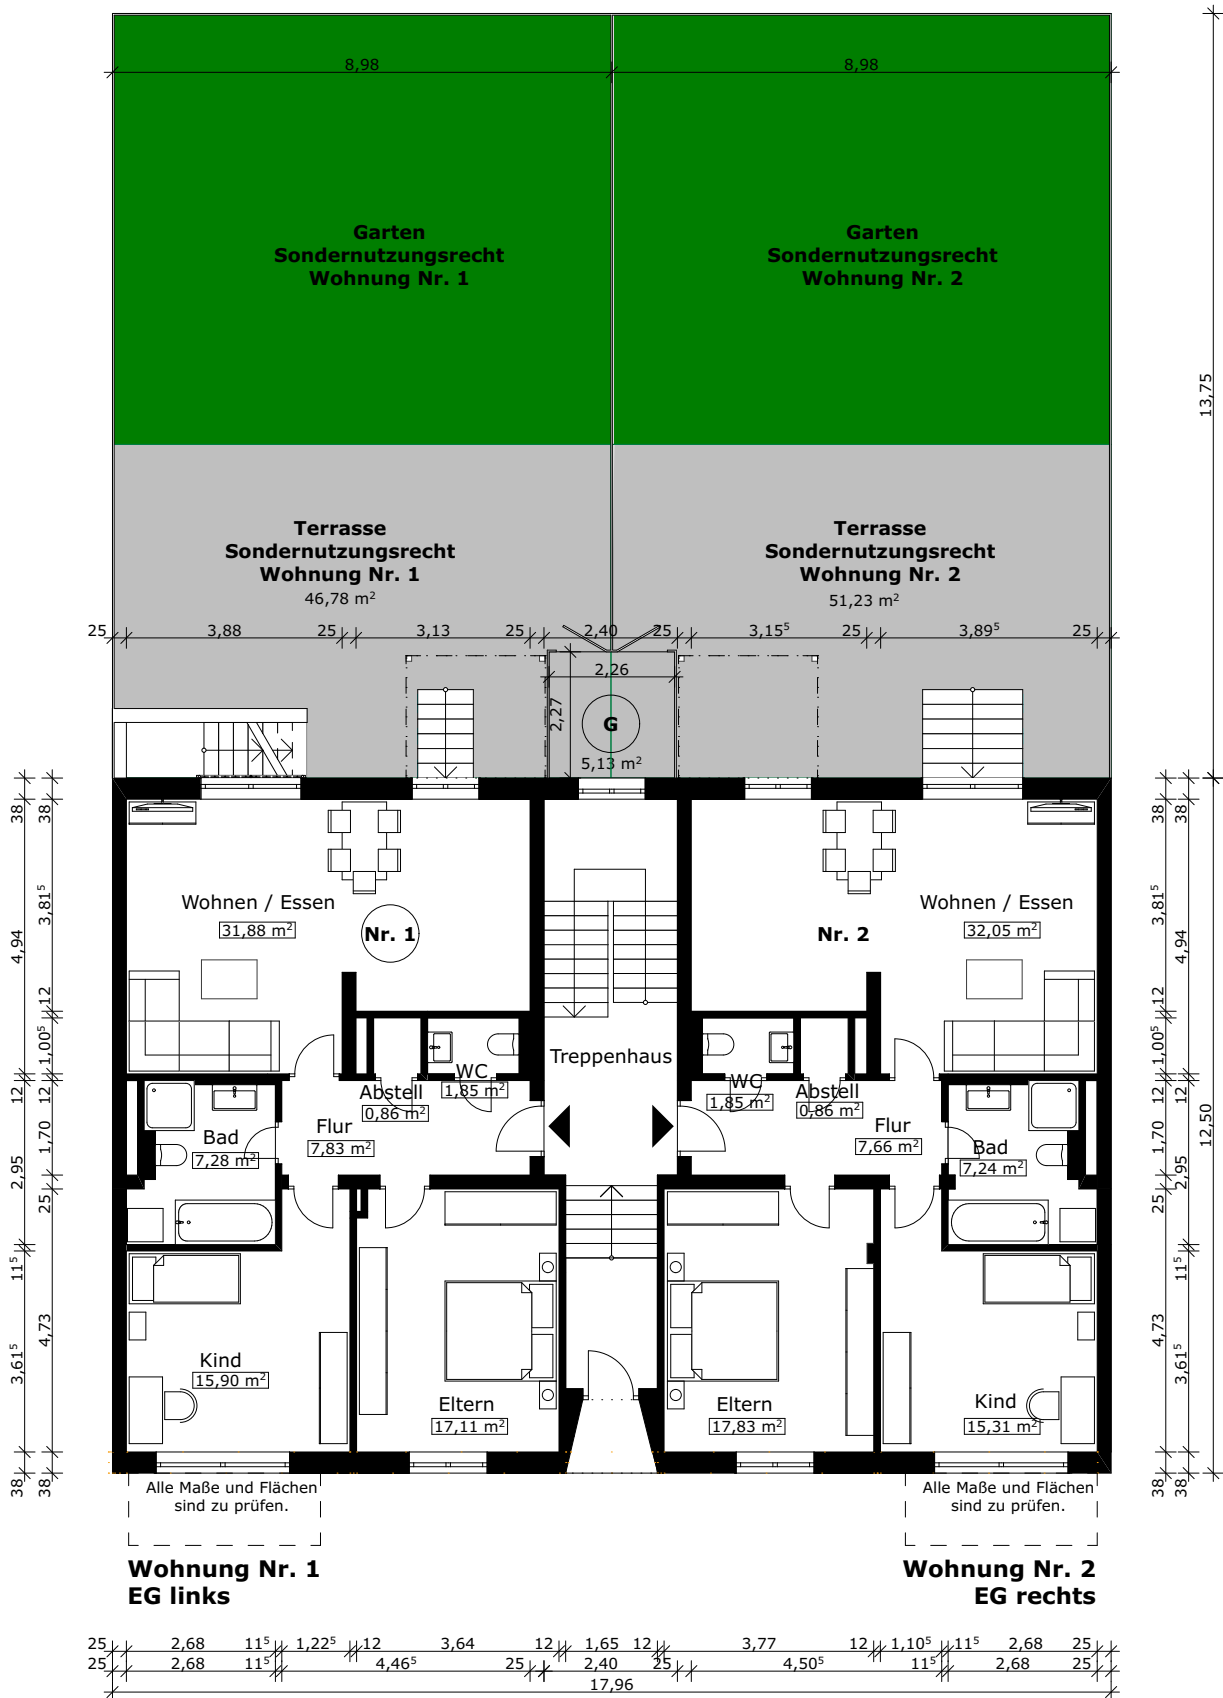 8,98
8,98
13,75
Garten
Sondernutzungsrecht
Wohnung Nr. 1
Garten
Sondernutzungsrecht
Wohnung Nr. 2
Terrasse
Sondernutzungsrecht
Wohnung Nr. 1
46,78 m²
Terrasse
Sondernutzungsrecht
Wohnung Nr. 2
51,23 m²
25 3,88 25 3,13 25 2,40 25 3,15⁵ 25 3,89⁵ 25
2,26
2,27
G
5,13 m²
38 4,94 12 2,95 11⁵ 3,61⁵ 38
38 3,81⁵ 12 1,00⁵ 12 1,70 25 4,73 38
Wohnen / Essen
31,88 m²
Nr. 1
Nr. 2
Wohnen / Essen
32,05 m²
Treppenhaus
WC
1,85 m²
Abstell
0,86 m²
Flur
7,83 m²
Bad
7,28 m²
WC
1,85 m²
Abstell
0,86 m²
Flur
7,66 m²
Bad
7,24 m²
Kind
15,90 m²
Eltern
17,11 m²
Eltern
17,83 m²
Kind
15,31 m²
38 3,81⁵ 12 1,00⁵ 12 1,70 25 4,73 38
38 4,94 12 2,95 11⁵ 3,61⁵ 38
12,50
Alle Maße und Flächen
sind zu prüfen.
Alle Maße und Flächen
sind zu prüfen.
Wohnung Nr. 1
EG links
Wohnung Nr. 2
EG rechts
25 2,68 11⁵ 1,22⁵ 12 3,64 12 1,65 12 3,77 12 1,10⁵ 11⁵ 2,68 25
25 2,68 11⁵ 4,46⁵ 25 2,40 25 4,50⁵ 11⁵ 2,68 25
17,96